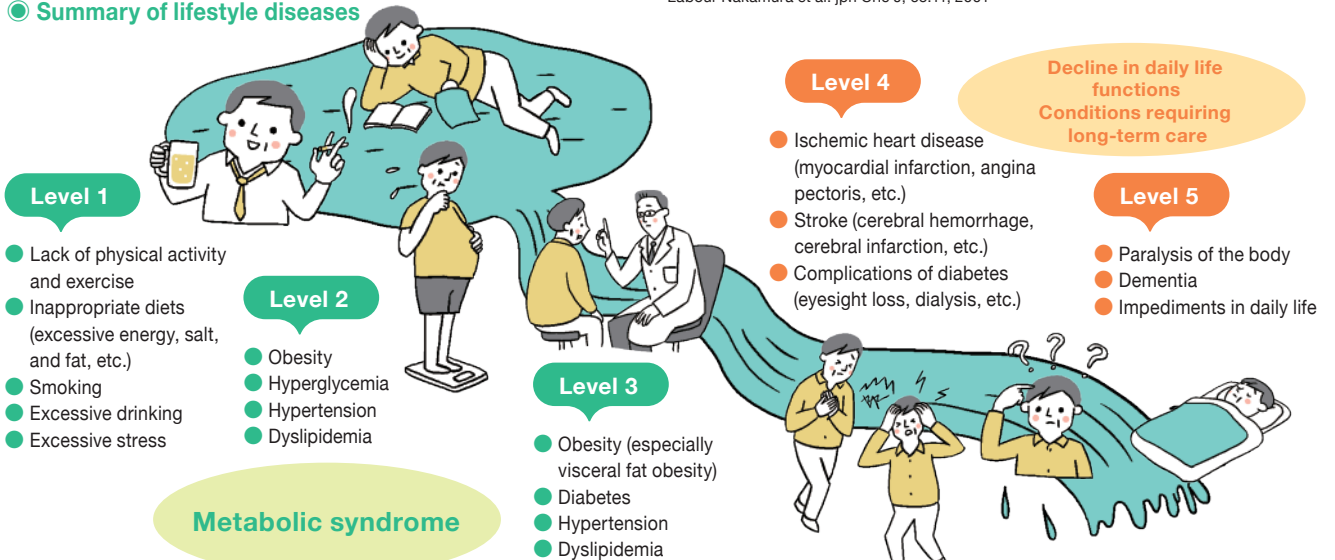 Summary of lifestyle diseases
Level 1
Lack of physical activity
and exercise
Inappropriate diets
(excessive energy, salt,
and fat, etc.)
Smoking
Excessive drinking
Excessive stress
Level 2
Obesity
Hyperglycemia
Hypertension
Dyslipidemia
Metabolic syndrome
Level 3
Obesity (especially
visceral fat obesity)
Diabetes
Hypertension
Dyslipidemia
Level 4
Ischemic heart disease
(myocardial infarction, angina
pectoris, etc.)
Stroke (cerebral hemorrhage,
cerebral infarction, etc.)
Complications of diabetes
(eyesight loss, dialysis, etc.)
Decline in daily life
functions
Conditions requiring
long-term care
Level 5
Paralysis of the body
Dementia
Impediments in daily life